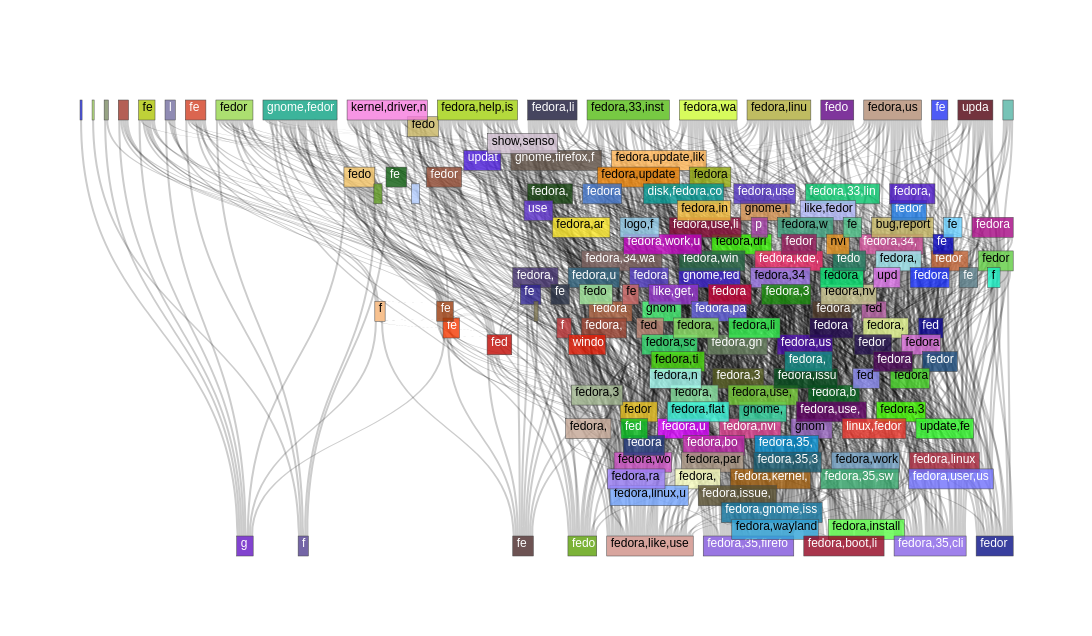 fe l fe fedor gnome,fedor kernel,driver,n fedora,help,is fedora,li fedora,33,inst fedora,wa fedora,linu fedo fedora,us fe upda
fedo
show,senso
updat gnome,firefox,f fedora,update,lik
fedo fe fedor fedora,update fedora
fedora, fedora disk,fedora,co fedora,use fedora,33,lin fedora,
use fedora,in gnome,l like,fedor fedor
fedora,ar logo,f fedora,use,li p fedora,w fe bug,report fe fedora
fedora,work,u fedora,dri fedor nvi fedora,34, fe
fedora,34,wa fedora,win fedora,kde, fedo fedora, fedor fedor
fedora, fedora,u fedora gnome,fed fedora,34 fedora upd fedora fe f
fe fe fedo fe like,get, fedora fedora,3 fedora,nv
f fe fedora gnom fedora,pa fedora, fed
fe f fedora, fed fedora, fedora,li fedora fedora, fed
fed windo fedora,sc fedora,gn fedora,us fedor fedora
fedora,ti fedora, fedora fedor
fedora,n fedora,3 fedora,issu fed fedora
fedora,3 fedora, fedora,use, fedora,b
fedor fedora,flat gnome, fedora,use, fedora,3
fedora, fed fedora,u fedora,nvi gnom linux,fedor update,fe
fedora fedora,bo fedora,35,
fedora,wo fedora,par fedora,35,3 fedora,work fedora,linux
fedora,ra fedora, fedora,kernel, fedora,35,sw fedora,user,us
fedora,linux,u fedora,issue,
fedora,gnome,iss
fedora,wayland fedora,install
g f fe fedo fedora,like,use fedora,35,firefo fedora,boot,li fedora,35,cli fedor